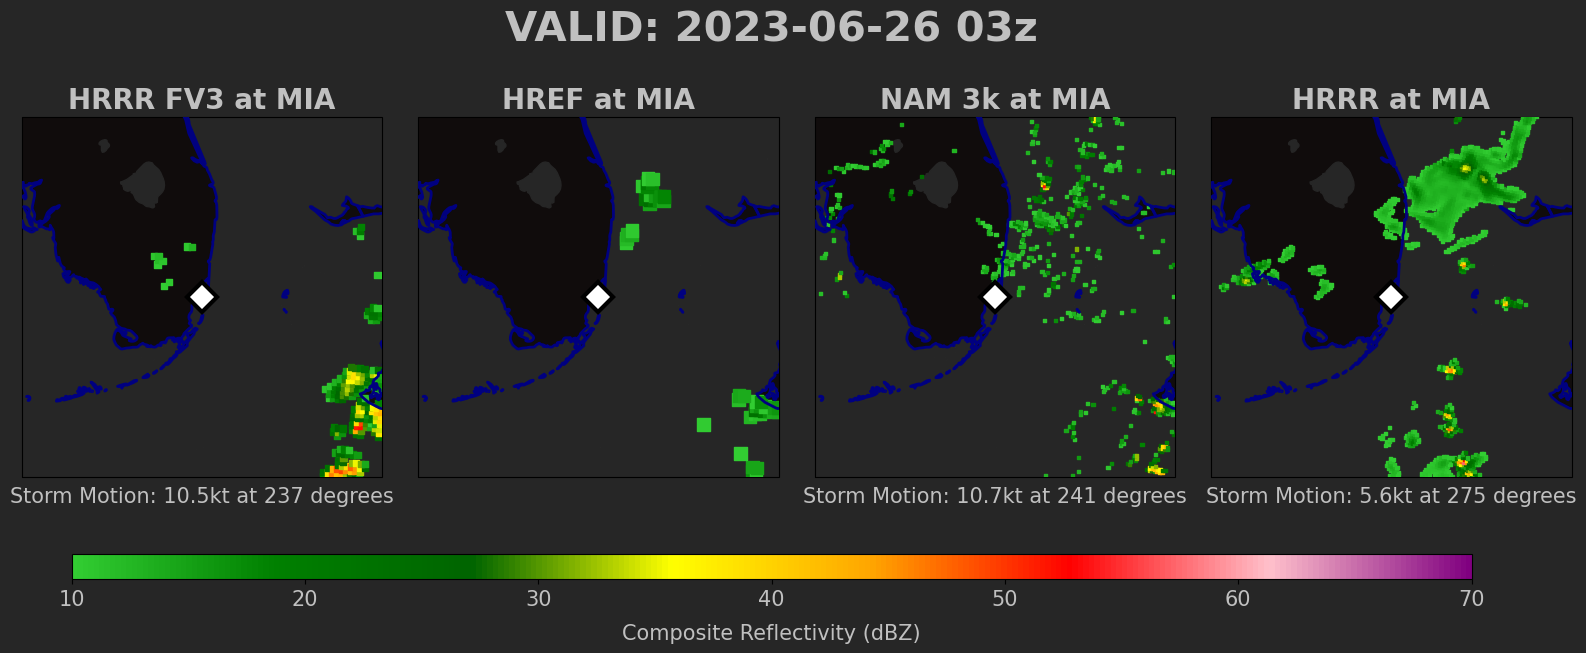 VALID: 2023-06-26 03z
HRRR FV3 at MIA
HREF at MIA
NAM 3k at MIA
HRRR at MIA
Storm Motion: 10.5kt at 237 degrees
Storm Motion: 10.7kt at 241 degrees
Storm Motion: 5.6kt at 275 degrees
10 20 30 40 50 60 70
Composite Reflectivity (dBZ)